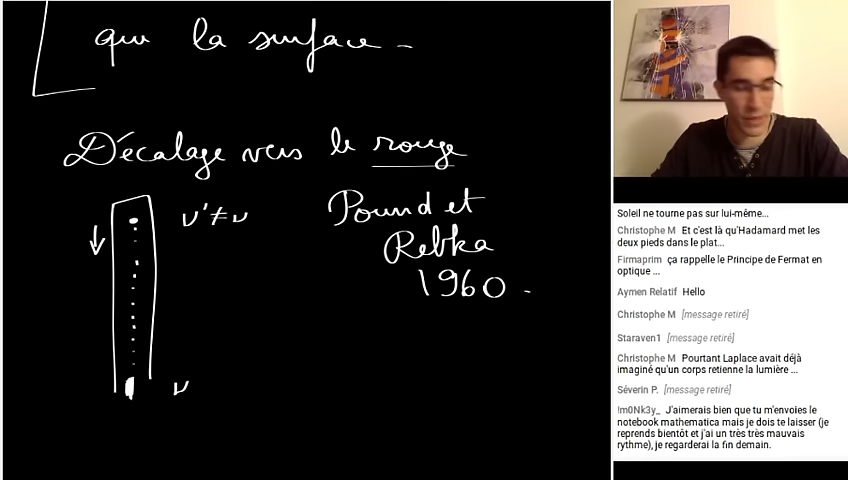 que la surface -
Décalage vers le rouge
ν' ≠ ν
Pound et
Rebka
1960 .
ν
Soleil ne tourne pas sur lui-même...
Christophe M Et c'est là qu'Hadamard met les
deux pieds dans le plat...
Firmaprim ça rappelle le Principe de Fermat en
optique ...
Aymen Relatif Hello
Christophe M [message retiré]
Staraven1 [message retiré]
Christophe M Pourtant Laplace avait déjà
imaginé qu'un corps retienne la lumière ...
Séverin P. [message retiré]
!m0Nk3y_ J'aimerais bien que tu m'envoies le
notebook mathematica mais je dois te laisser (je
reprends bientôt et j'ai un très très mauvais
rythme), je regarderai la fin demain.